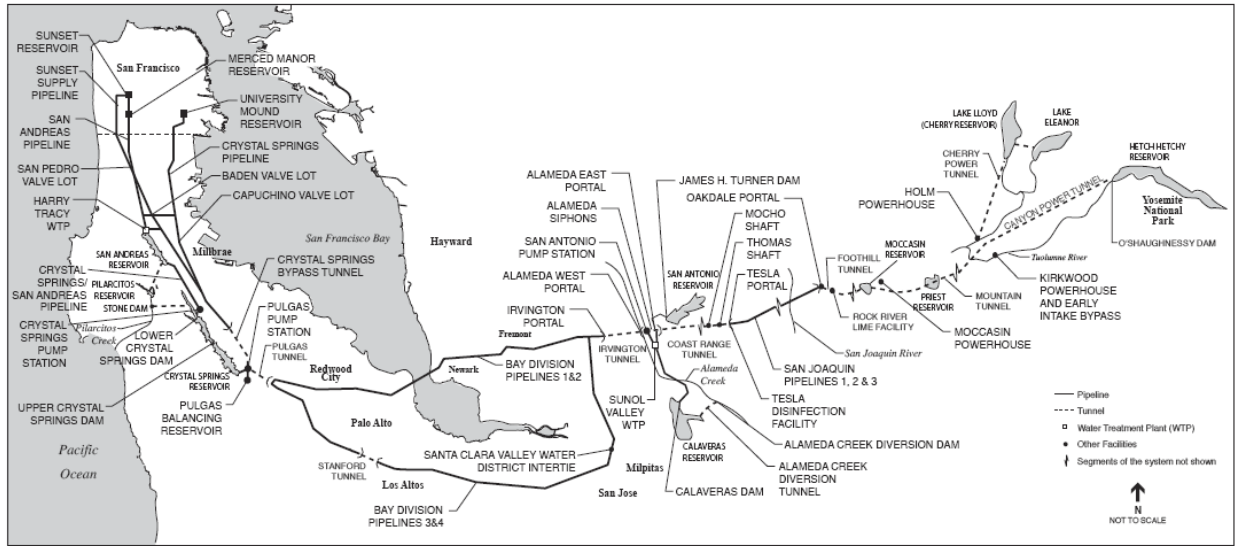 SUNSET
RESERVOIR
SUNSET
SUPPLY
PIPELINE
SAN
ANDREAS
PIPELINE
SAN PEDRO
VALVE LOT
HARRY
TRACY
WTP
San Francisco
MERCED MANOR
RESERVOIR
UNIVERSITY
MOUND
RESERVOIR
CRYSTAL SPRINGS
PIPELINE
BADEN VALVE LOT
CAPUCHINO VALVE LOT
SAN ANDREAS
RESERVOIR
Millbrae
CRYSTAL
SPRINGS/
SAN ANDREAS
PIPELINE
PILARCITOS
RESERVOIR
STONE DAM
CRYSTAL
SPRINGS
PUMP
STATION
Pilarcitos
Creek
LOWER
CRYSTAL
SPRINGS DAM
CRYSTAL SPRINGS
BYPASS TUNNEL
PULGAS
PUMP
STATION
PULGAS
TUNNEL
CRYSTAL SPRINGS
RESERVOIR
UPPER CRYSTAL
SPRINGS DAM
PULGAS
BALANCING
RESERVOIR
Pacific
Ocean
San Francisco Bay
Hayward
Redwood
City
Palo Alto
STANFORD
TUNNEL
Los Altos
BAY DIVISION
PIPELINES 3&4
Fremont
Newark
BAY DIVISION
PIPELINES 1&2
SANTA CLARA VALLEY WATER
DISTRICT INTERTIE
Milpitas
San Jose
ALAMEDA EAST
PORTAL
ALAMEDA
SIPHONS
SAN ANTONIO
PUMP STATION
ALAMEDA WEST
PORTAL
IRVINGTON
PORTAL
IRVINGTON
TUNNEL
SUNOL
VALLEY
WTP
JAMES H. TURNER DAM
OAKDALE PORTAL
MOCHO
SHAFT
THOMAS
SHAFT
TESLA
PORTAL
SAN ANTONIO
RESERVOIR
COAST RANGE
TUNNEL
Alameda
Creek
CALAVERAS
RESERVOIR
CALAVERAS DAM
ALAMEDA CREEK
DIVERSION
TUNNEL
ALAMEDA CREEK DIVERSION DAM
TESLA
DISINFECTION
FACILITY
SAN JOAQUIN
PIPELINES 1, 2 & 3
San Joaquin River
FOOTHILL
TUNNEL
ROCK RIVER
LIME FACILITY
MOCCASIN
RESERVOIR
MOCCASIN
POWERHOUSE
PRIEST
RESERVOIR
MOUNTAIN
TUNNEL
HOLM
POWERHOUSE
CHERRY
POWER
TUNNEL
LAKE LLOYD
(CHERRY RESERVOIR)
LAKE
ELEANOR
HETCH HETCHY
RESERVOIR
CANYON POWER TUNNEL
Yosemite
National
Park
O'SHAUGHNESSY DAM
Tuolumne River
KIRKWOOD
POWERHOUSE
AND EARLY
INTAKE BYPASS
Pipeline
Tunnel
Water Treatment Plant (WTP)
Other Facilities
Segments of the system not shown
N
NOT TO SCALE